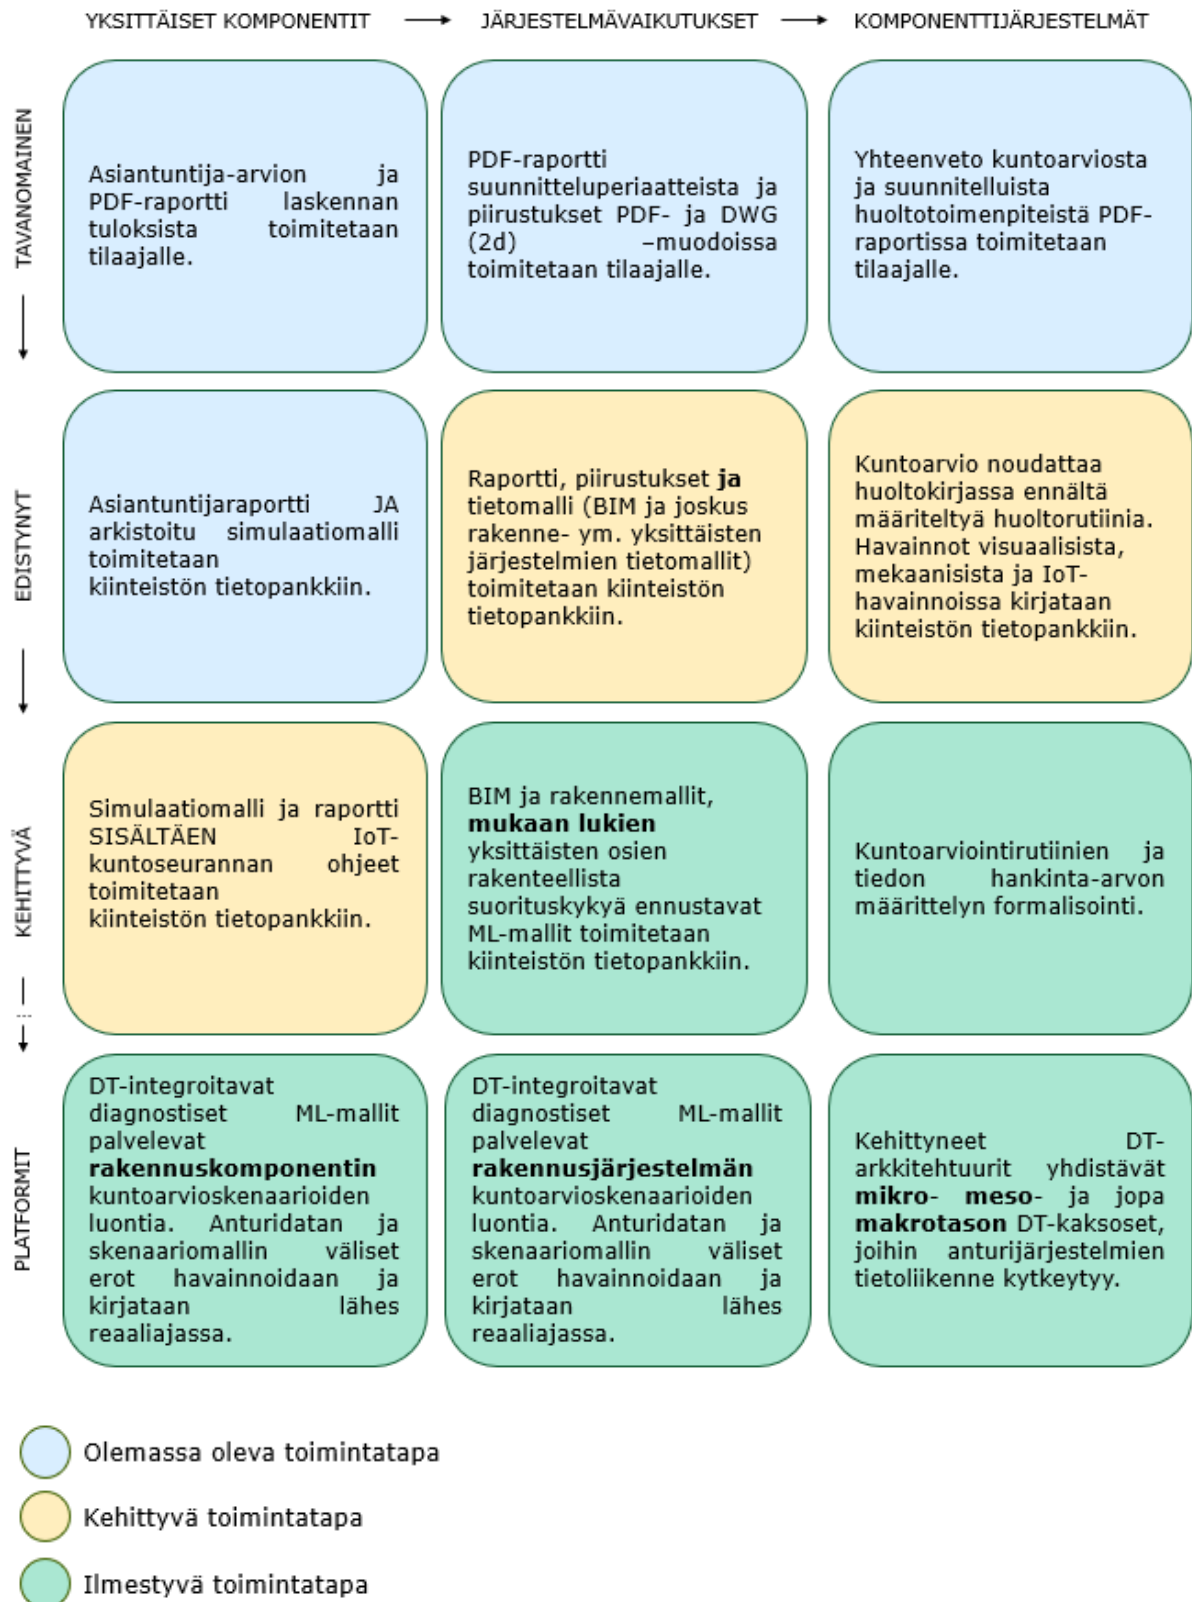 YKSITTÄISET KOMPONENTIT
JÄRJESTELMÄVAIKUTUKSET
KOMPONENTTIJÄRJESTELMÄT
TAVANOMAINEN
Asiantuntija-arvion ja
PDF-raportti laskennan
tuloksista toimitetaan
tilaajalle.
PDF-raportti
suunnitteluperiaatteista ja
piirustukset PDF- ja DWG
(2d) –muodoissa
toimitetaan tilaajalle.
Yhteenveto kuntoarviosta
ja suunnitelluista
huoltotoimenpiteistä PDF-
raportissa toimitetaan
tilaajalle.
EDISTYNYT
Asiantuntijaraportti JA
arkistoitu simulaatiomalli
toimitetaan
kiinteistön tietopankkiin.
Raportti, piirustukset ja
tietomalli (BIM ja joskus
rakenne- ym. yksittäisten
järjestelmien tietomallit)
toimitetaan kiinteistön
tietopankkiin.
Kuntoarvio noudattaa
huoltokirjassa ennältä
määriteltyä huoltorutiinia.
Havainnot visuaalisista,
mekaanisista ja IoT-
havainnoissa kirjataan
kiinteistön tietopankkiin.
KEHITTYVÄ
Simulaatiomalli ja raportti
SISÄLTÄEN IoT-
kuntoseurannan ohjeet
toimitetaan
kiinteistön tietopankkiin.
BIM ja rakennemallit,
mukaan lukien
yksittäisten osien
rakenteellista
suorituskykyä ennustavat
ML-mallit toimitetaan
kiinteistön tietopankkiin.
Kuntoarviointirutiinien ja
tiedon hankinta-arvon
määrittelyn formalisointi.
PLATFORMIT
DT-integroitavat
diagnostiset ML-mallit
palvelevat
rakennuskomponentin
kuntoarvioskenaarioiden
luontia. Anturidatan ja
skenaariomallin väliset
erot havainnoidaan ja
kirjataan lähes
reaaliajassa.
DT-integroitavat
diagnostiset ML-mallit
palvelevat
rakennusjärjestelmän
kuntoarvioskenaarioiden
luontia. Anturidatan ja
skenaariomallin väliset
erot havainnoidaan ja
kirjataan lähes
reaaliajassa.
Kehittyneet DT-
arkkitehtuurit yhdistävät
mikro- meso- ja jopa
makrotason DT-kaksoset,
joihin anturijärjestelmien
tietoliikenne kytkeytyy.
Olemassa oleva toimintatapa
Kehittyvä toimintatapa
Ilmestyvä toimintatapa